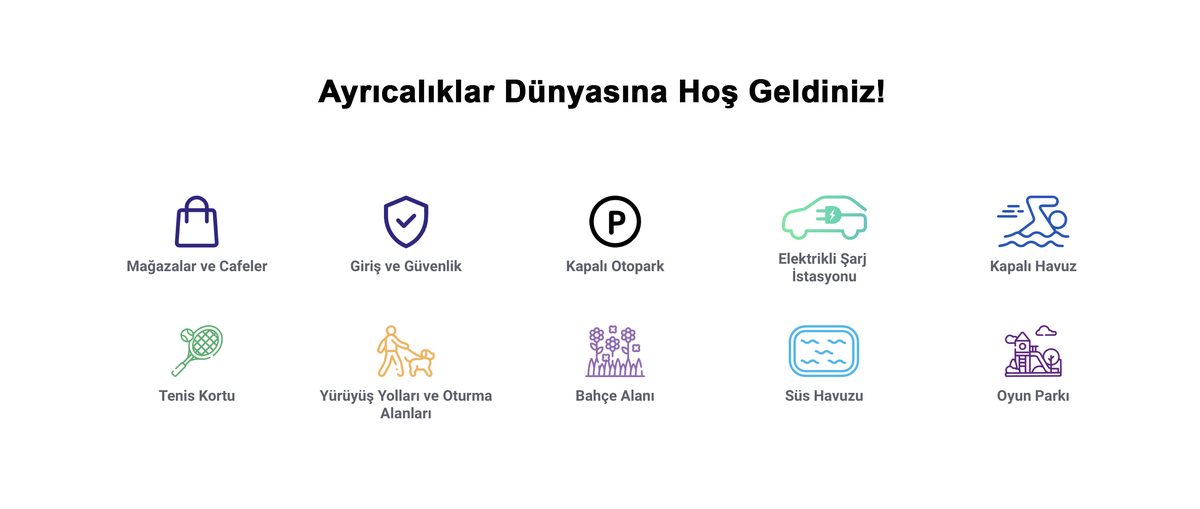 Ayrıcalıklar Dünyasına Hoş Geldiniz!
Mağazalar ve Cafeler
Giriş ve Güvenlik
P
Kapalı Otopark
Elektrikli Şarj
İstasyonu
Kapalı Havuz
Tenis Kortu
Yürüyüş Yolları ve Oturma
Alanları
Bahçe Alanı
Süs Havuzu
Oyun Parkı